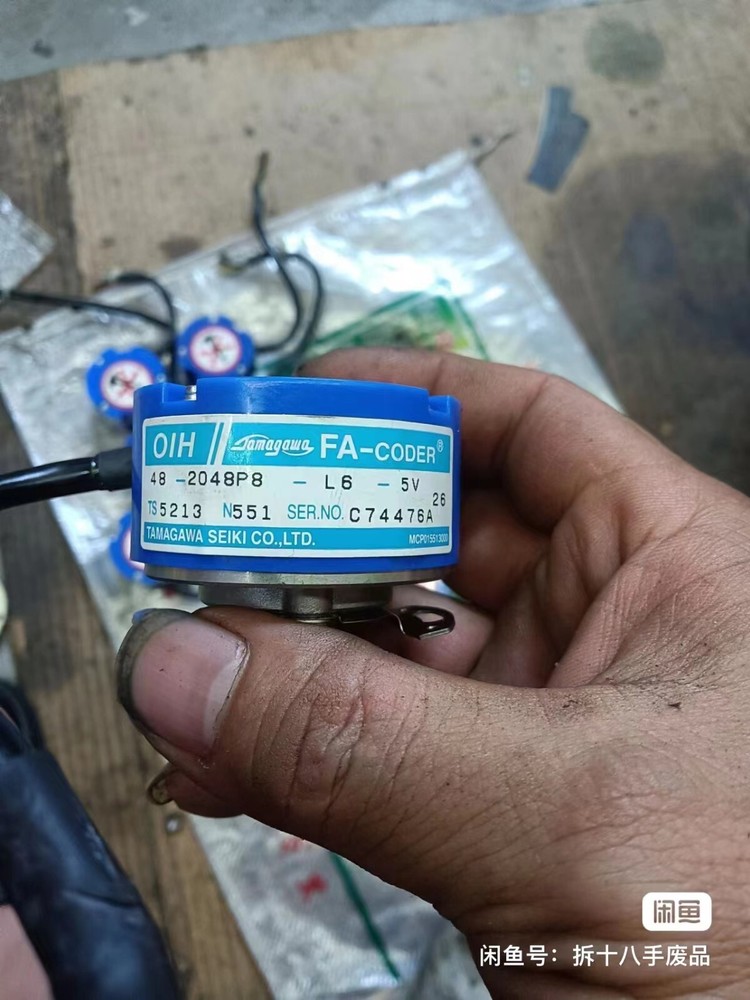 OIH Tamagawa FA-CODER®
48 -2048P8 - L6 - 5V
26
TS5213 N551 SER.NO. C74476A
TAMAGAWA SEIKI CO.,LTD. MCP015513000
闲鱼
闲鱼号：拆十八手废品